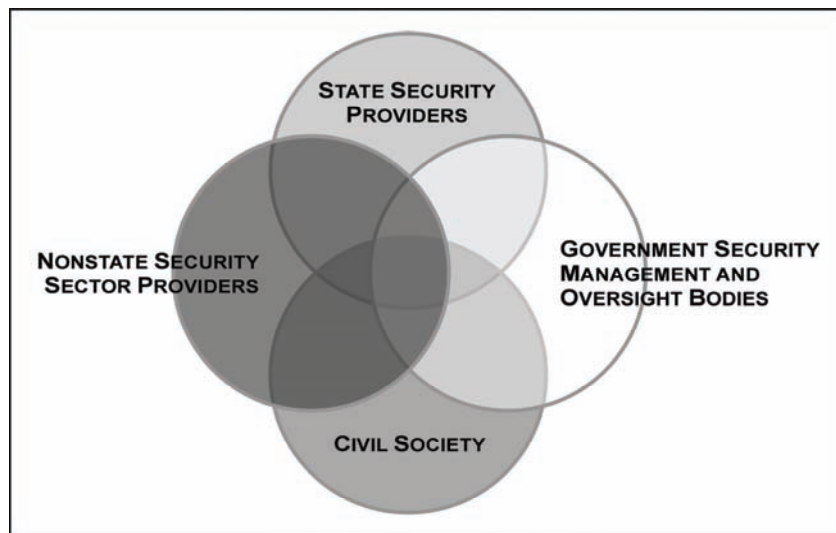 STATE SECURITY
PROVIDERS
NONSTATE SECURITY
SECTOR PROVIDERS
GOVERNMENT SECURITY
MANAGEMENT AND
OVERSIGHT BODIES
CIVIL SOCIETY